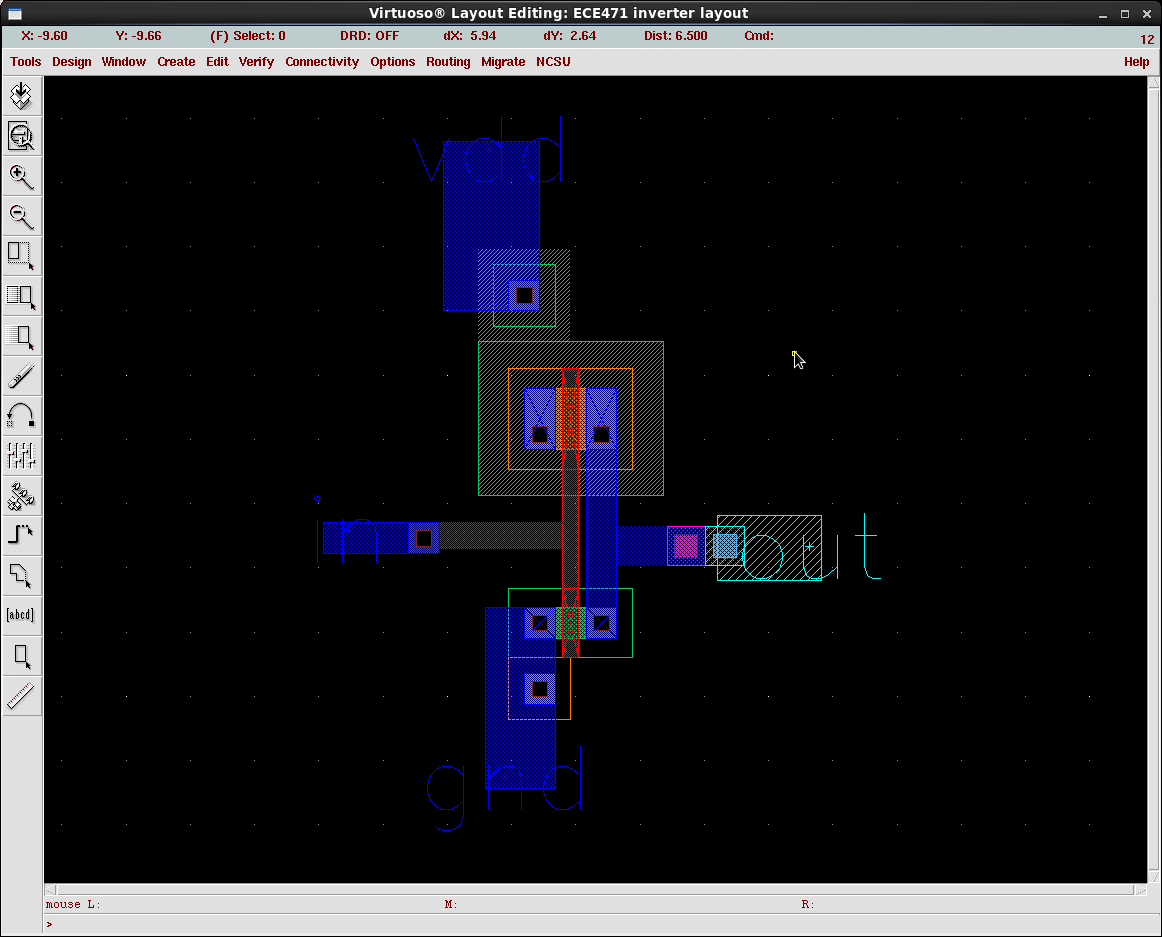 Virtuoso® Layout Editing: ECE471 inverter layout
X: -9.60 Y: -9.66 (F) Select: 0 DRD: OFF dX: 5.94 dY: 2.64 Dist: 6.500 Cmd: 12
Tools Design Window Create Edit Verify Connectivity Options Routing Migrate NCSU Help
vdd
in
out
[abcd]
gnd
mouse L: M: R:
>